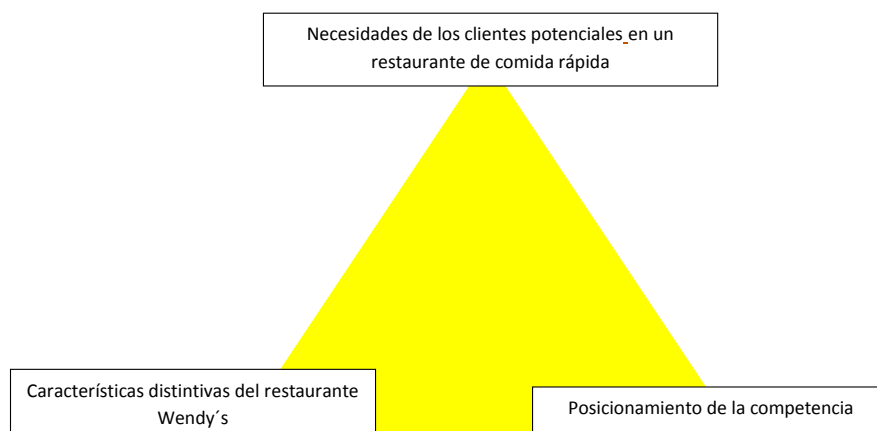 Necesidades de los clientes potenciales en un
restaurante de comida rápida
Características distintivas del restaurante
Wendy´s
Posicionamiento de la competencia